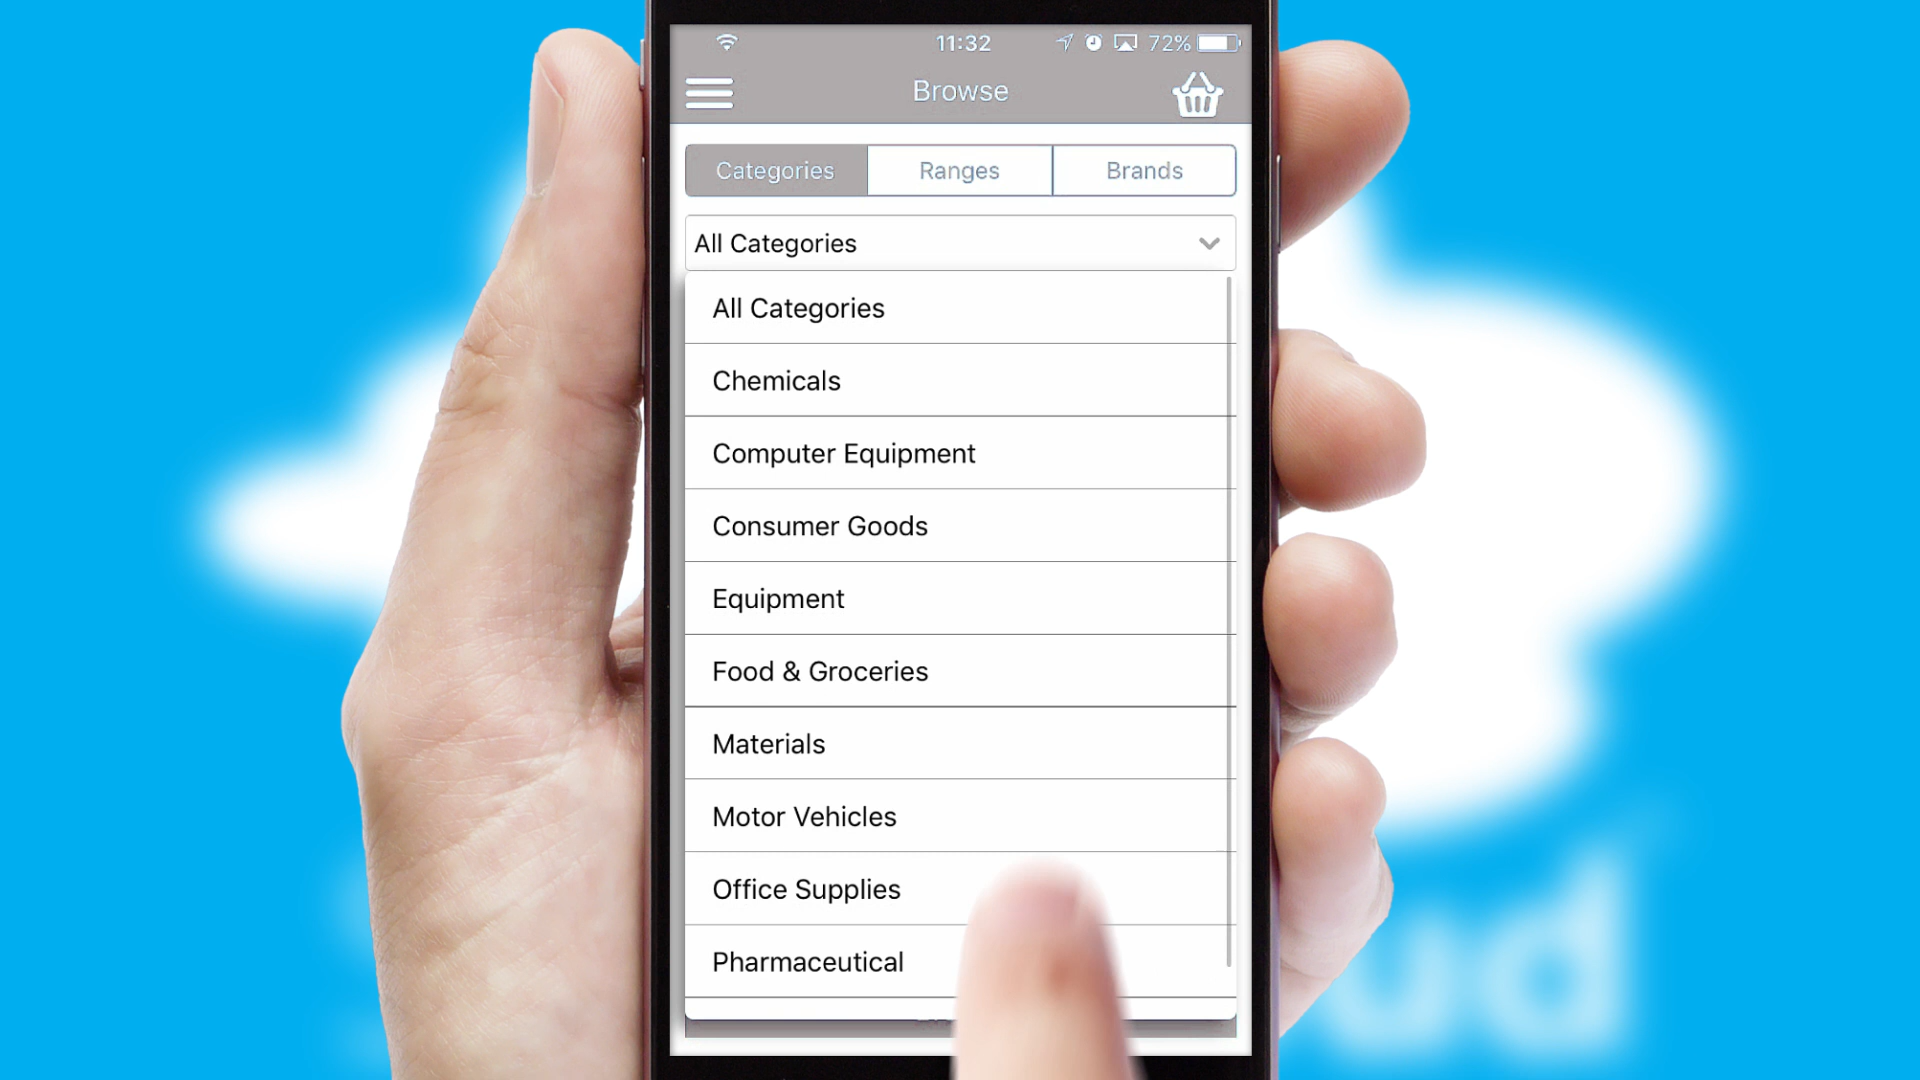 11:32
72%
Browse
Categories
Ranges
Brands
All Categories
All Categories
Chemicals
Computer Equipment
Consumer Goods
Equipment
Food & Groceries
Materials
Motor Vehicles
Office Supplies
Pharmaceutical